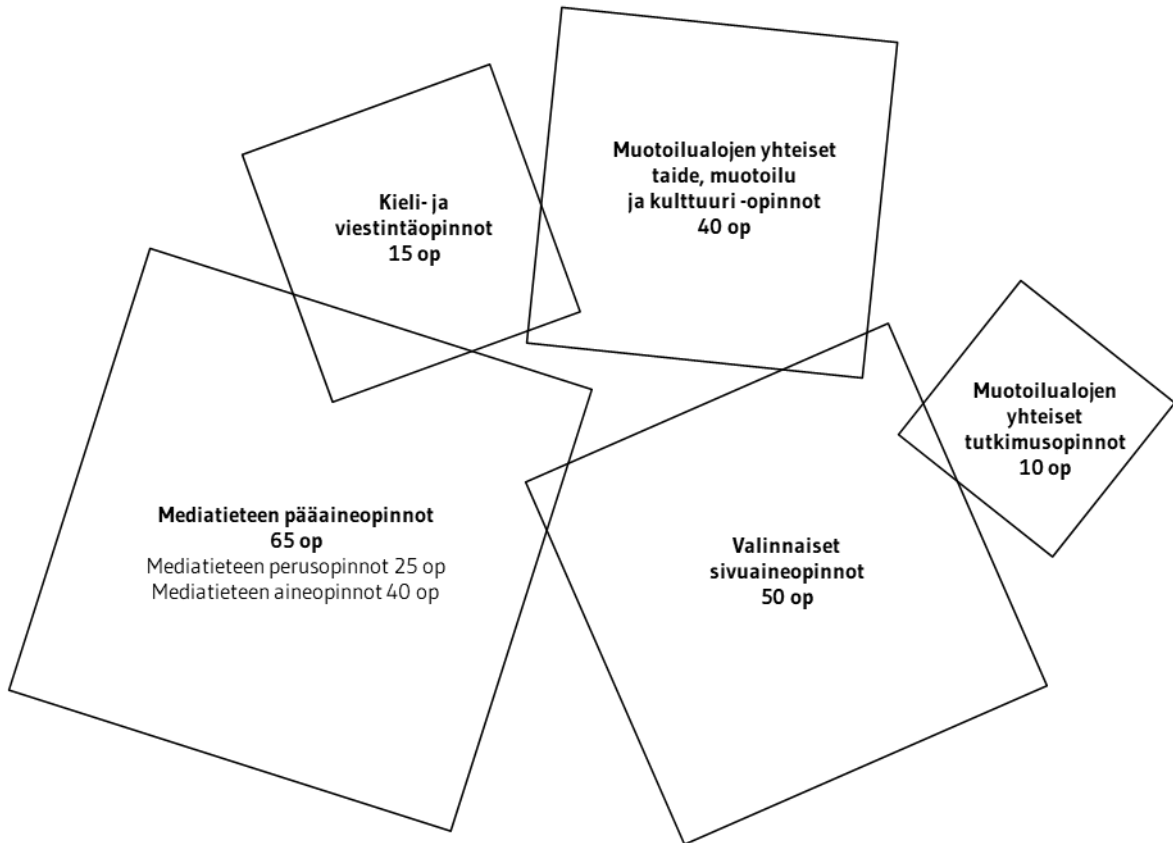 Muotoilualojen yhteiset
taide, muotoilu
ja kulttuuri -opinnot
40 op
Kieli- ja
viestintäopinnot
15 op
Muotoilualojen
yhteiset
tutkimusopinnot
10 op
Mediatieteen pääaineopinnot
65 op
Mediatieteen perusopinnot 25 op
Mediatieteen aineopinnot 40 op
Valinnaiset
sivuaineopinnot
50 op